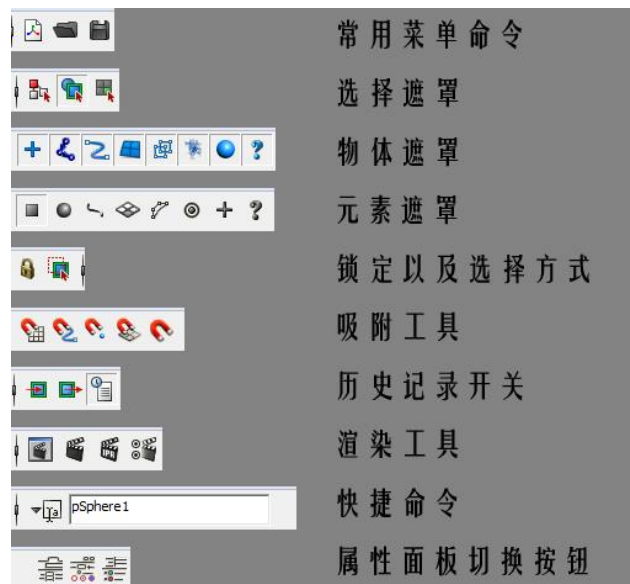 常用菜单命令
选择遮罩
物体遮罩
?
元素遮罩
?
锁定以及选择方式
吸附工具
历史记录开关
渲染工具
IPR
快捷命令
pSphere1
属性面板切换按钮